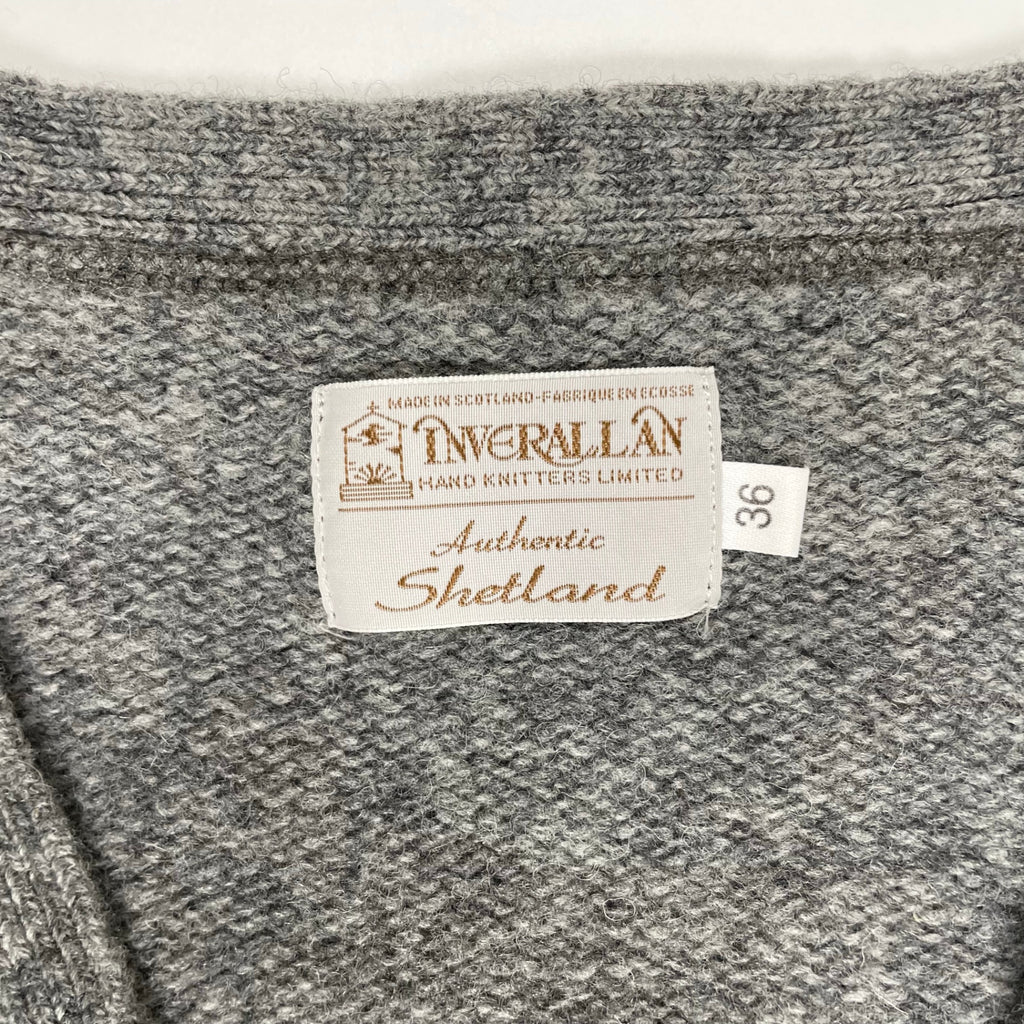 MADE IN SCOTLAND-FABRIQUE EN ECOSSE
INVERALLAN
HAND KNITTERS LIMITED
Authentic
Shetland
36